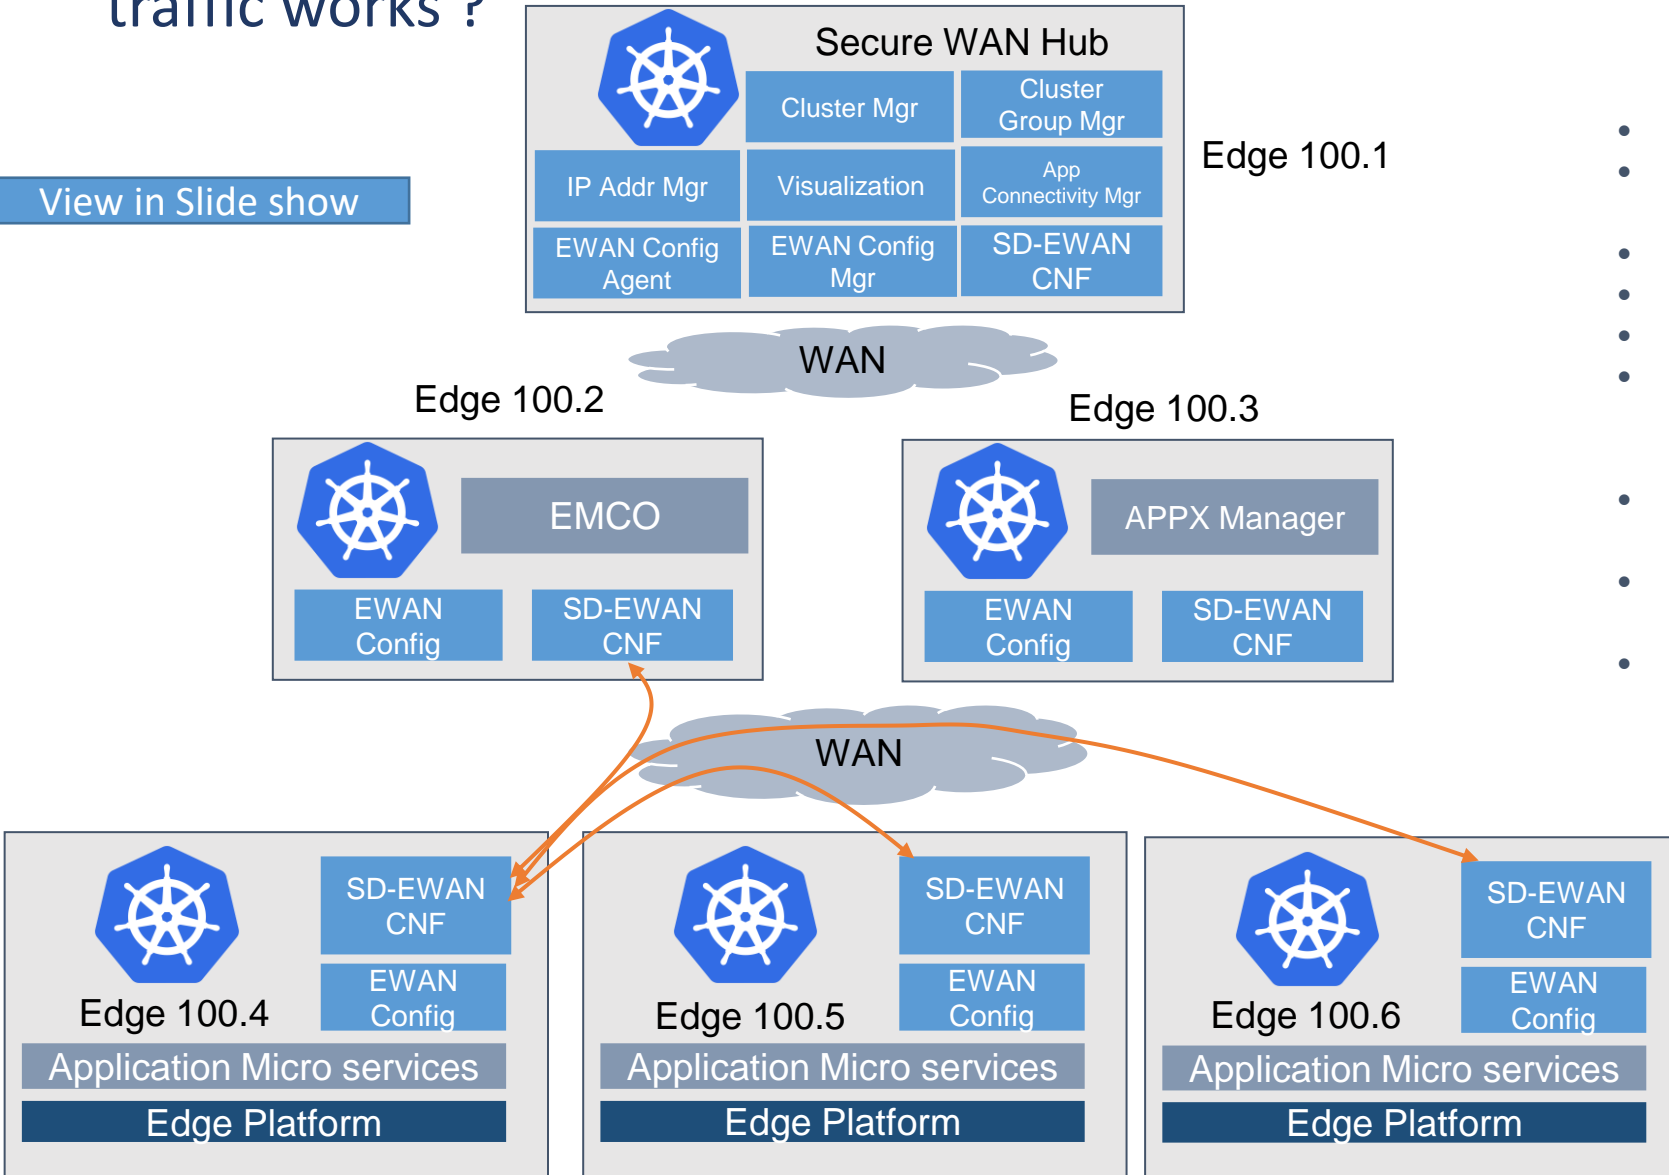 traffic works ?
View in Slide show
Secure WAN Hub
Cluster Mgr
Cluster
Group Mgr
IP Addr Mgr
Visualization
App
Connectivity Mgr
EWAN Config
Agent
EWAN Config
Mgr
SD-EWAN
CNF
Edge 100.1
WAN
Edge 100.2
EMCO
EWAN
Config
SD-EWAN
CNF
Edge 100.3
APPX Manager
EWAN
Config
SD-EWAN
CNF
WAN
SD-EWAN
CNF
EWAN
Config
Edge 100.4
Application Micro services
Edge Platform
SD-EWAN
CNF
EWAN
Config
Edge 100.5
Application Micro services
Edge Platform
SD-EWAN
CNF
EWAN
Config
Edge 100.6
Application Micro services
Edge Platform